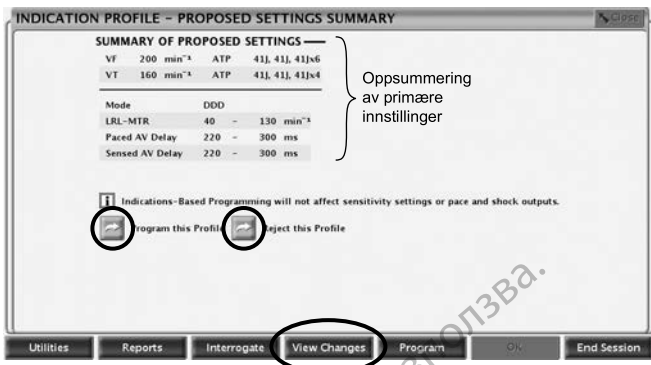 INDICATION PROFILE – PROPOSED SETTINGS SUMMARY
Close
SUMMARY OF PROPOSED SETTINGS
VF 200 min⁻¹ ATP 41J, 41J, 41Jx6
VT 160 min⁻¹ ATP 41J, 41J, 41Jx4
Mode DDD
LRL-MTR 40 – 130 min⁻¹
Paced AV Delay 220 – 300 ms
Sensed AV Delay 220 – 300 ms
Oppsummering
av primære
innstillinger
i Indications-Based Programming will not affect sensitivity settings or pace and shock outputs.
Program this Profile Reject this Profile
Utilities Reports Interrogate View Changes Program End Session